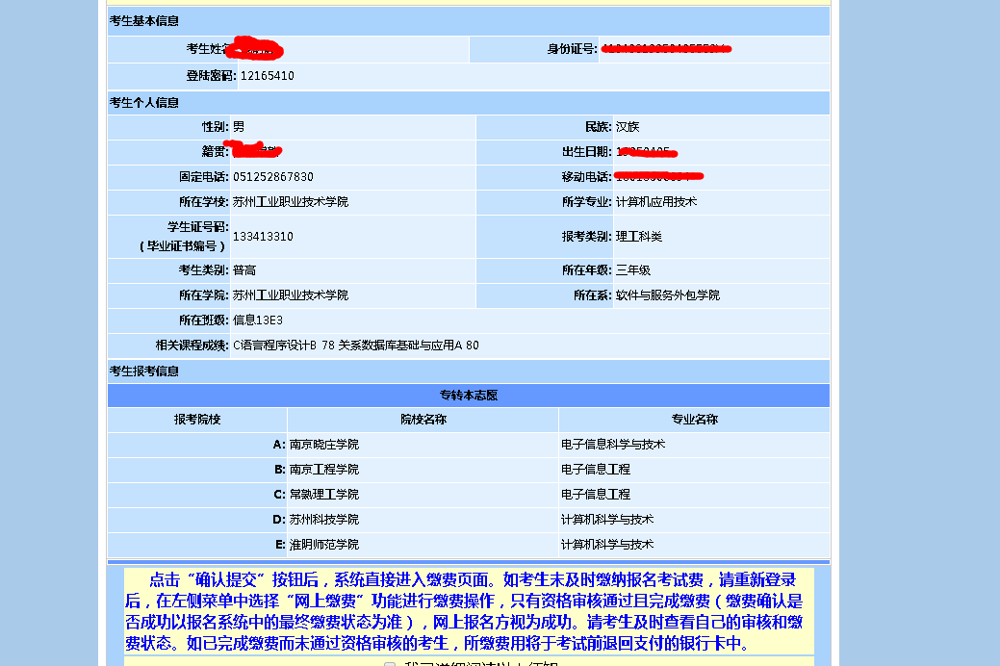 考生基本信息
考生姓名 身份证号:
登陆密码: 12165410
考生个人信息
性别: 男 民族: 汉族
籍贯: 出生日期:
固定电话: 051252867830 移动电话:
所在学校: 苏州工业职业技术学院 所学专业: 计算机应用技术
学生证号码:
(毕业证书编号) 133413310 报考类别: 理工科类
考生类别: 普高 所在年级: 三年级
所在学院: 苏州工业职业技术学院 所在系: 软件与服务外包学院
所在班级: 信息13E3
相关课程成绩: C语言程序设计B 78 关系数据库基础与应用A 80
考生报考信息
专转本志愿
报考院校 院校名称 专业名称
A: 南京晓庄学院 电子信息科学与技术
B: 南京工程学院 电子信息工程
C: 常熟理工学院 电子信息工程
D: 苏州科技学院 计算机科学与技术
E: 淮阴师范学院 计算机科学与技术
点击“确认提交”按钮后，系统直接进入缴费页面。如考生未及时缴纳报名考试费，请重新登录
后，在左侧菜单中选择“网上缴费”功能进行缴费操作，只有资格审核通过且完成缴费（缴费确认是
否成功以报名系统中的最终缴费状态为准），网上报名方视为成功。请考生及时查看自己的审核和缴
费状态。如已完成缴费而未通过资格审核的考生，所缴费用将于考试前退回支付的银行卡中。